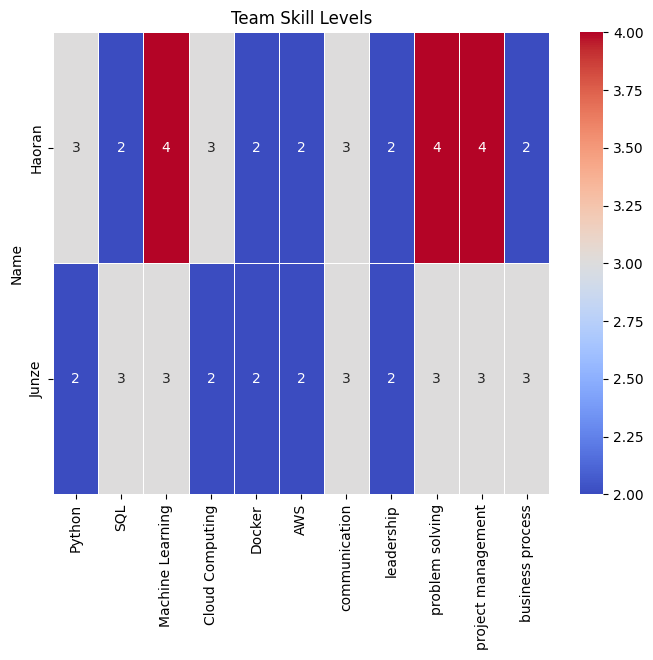 Team Skill Levels
Name
Haoran
3 2 4 3 2 2 3 2 4 4 2
Junze
2 3 3 2 2 2 3 2 3 3 3
Python
SQL
Machine Learning
Cloud Computing
Docker
AWS
communication
leadership
problem solving
project management
business process
4.00
3.75
3.50
3.25
3.00
2.75
2.50
2.25
2.00